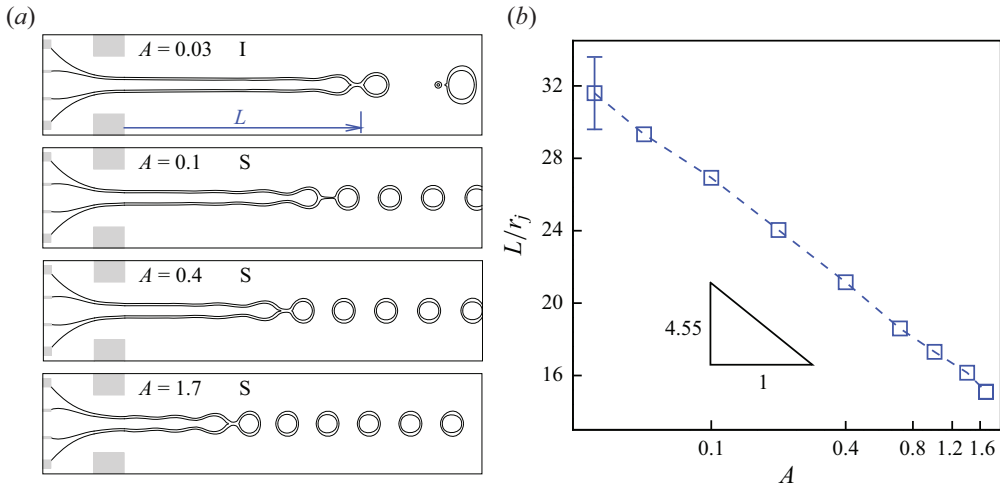 (a)
A = 0.03 I
L
A = 0.1 S
A = 0.4 S
A = 1.7 S
(b)
32
28
24
20
16
L/rj
4.55
1
0.1
0.4
0.8
1.2
1.6
A